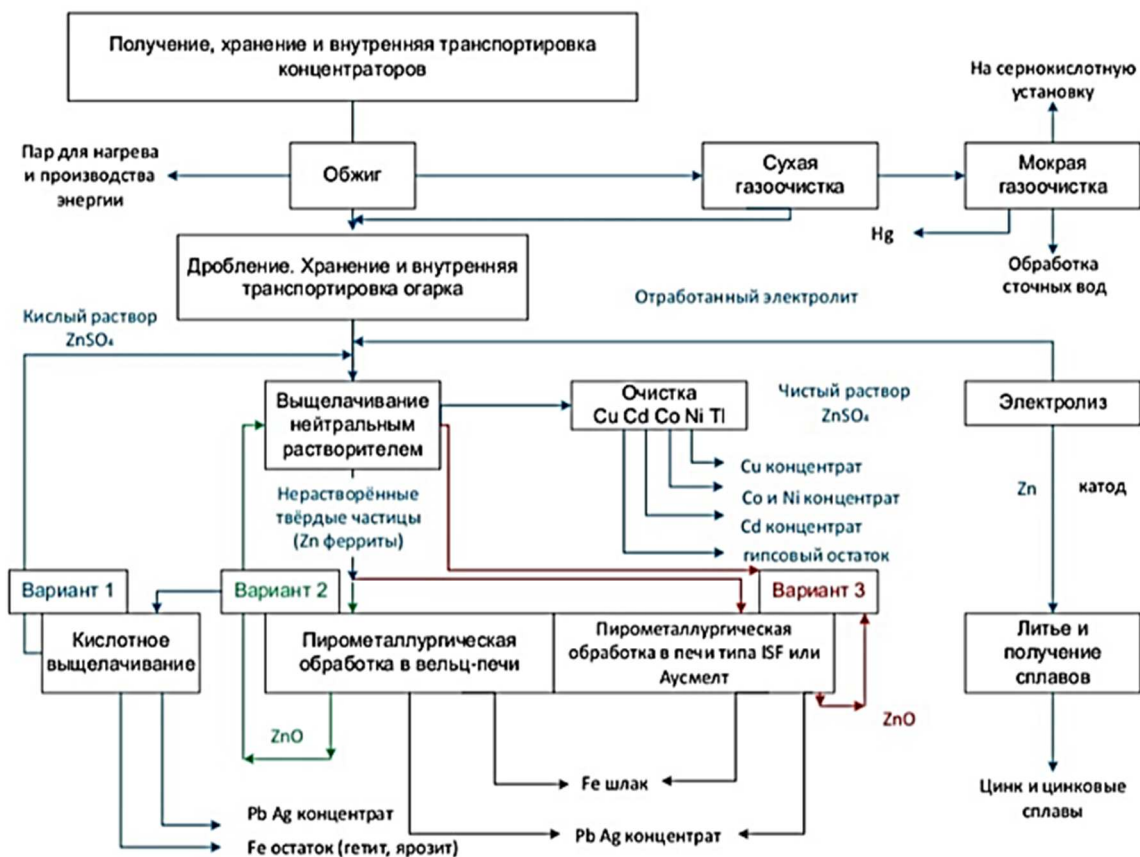 Получение, хранение и внутренняя транспортировка
концентраторов
На сернокислотную
установку
Пар для нагрева
и производства
энергии
Обжиг
Сухая
газоочистка
Мокрая
газоочистка
Hg
Обработка
сточных вод
Дробление. Хранение и внутренняя
транспортировка огарка
Отработанный электролит
Кислый раствор
ZnSO₄
Выщелачивание
нейтральным
растворителем
Очистка
Cu Cd Co Ni Tl
Чистый раствор
ZnSO₄
Электролиз
Cu концентрат
Co и Ni концентрат
Cd концентрат
гипсовый остаток
Zn
катод
Нерастворённые
твёрдые частицы
(Zn ферриты)
Вариант 1
Вариант 2
Вариант 3
Кислотное
выщелачивание
Пирометаллургическая
обработка в вельц-печи
Пирометаллургическая
обработка в печи типа ISF или
Аусмелт
Литье и
получение
сплавов
ZnO
ZnO
Fe шлак
Цинк и цинковые
сплавы
Pb Ag концентрат
Pb Ag концентрат
Fe остаток (гетит, ярозит)